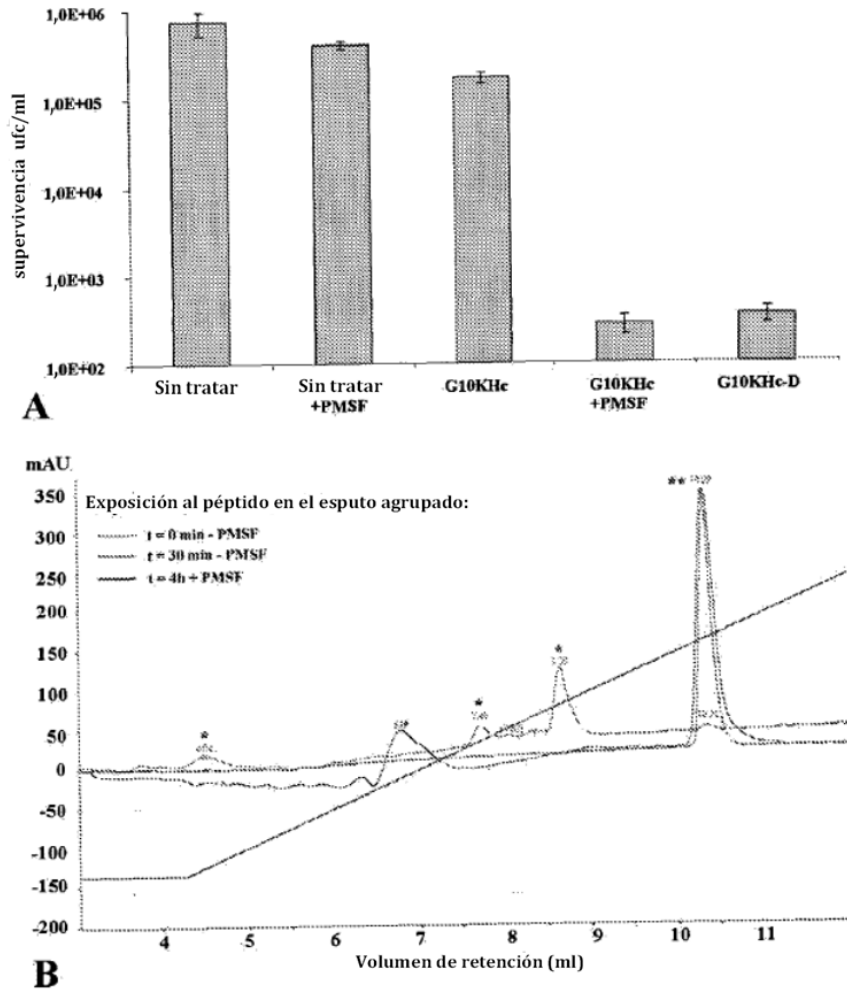 1,0E+06
1,0E+05
1,0E+04
1,0E+03
1,0E+02
supervivencia ufc/ml
Sin tratar
Sin tratar
+PMSF
G10KHc
G10KHc
+PMSF
G10KHc-D
A
mAU
350
300
250
200
150
100
50
0
-50
-100
-150
-200
Exposición al péptido en el esputo agrupado:
t = 0 min - PMSF
t = 30 min - PMSF
t = 4h + PMSF
*
*
*
**
4
5
6
7
8
9
10
11
Volumen de retención (ml)
B